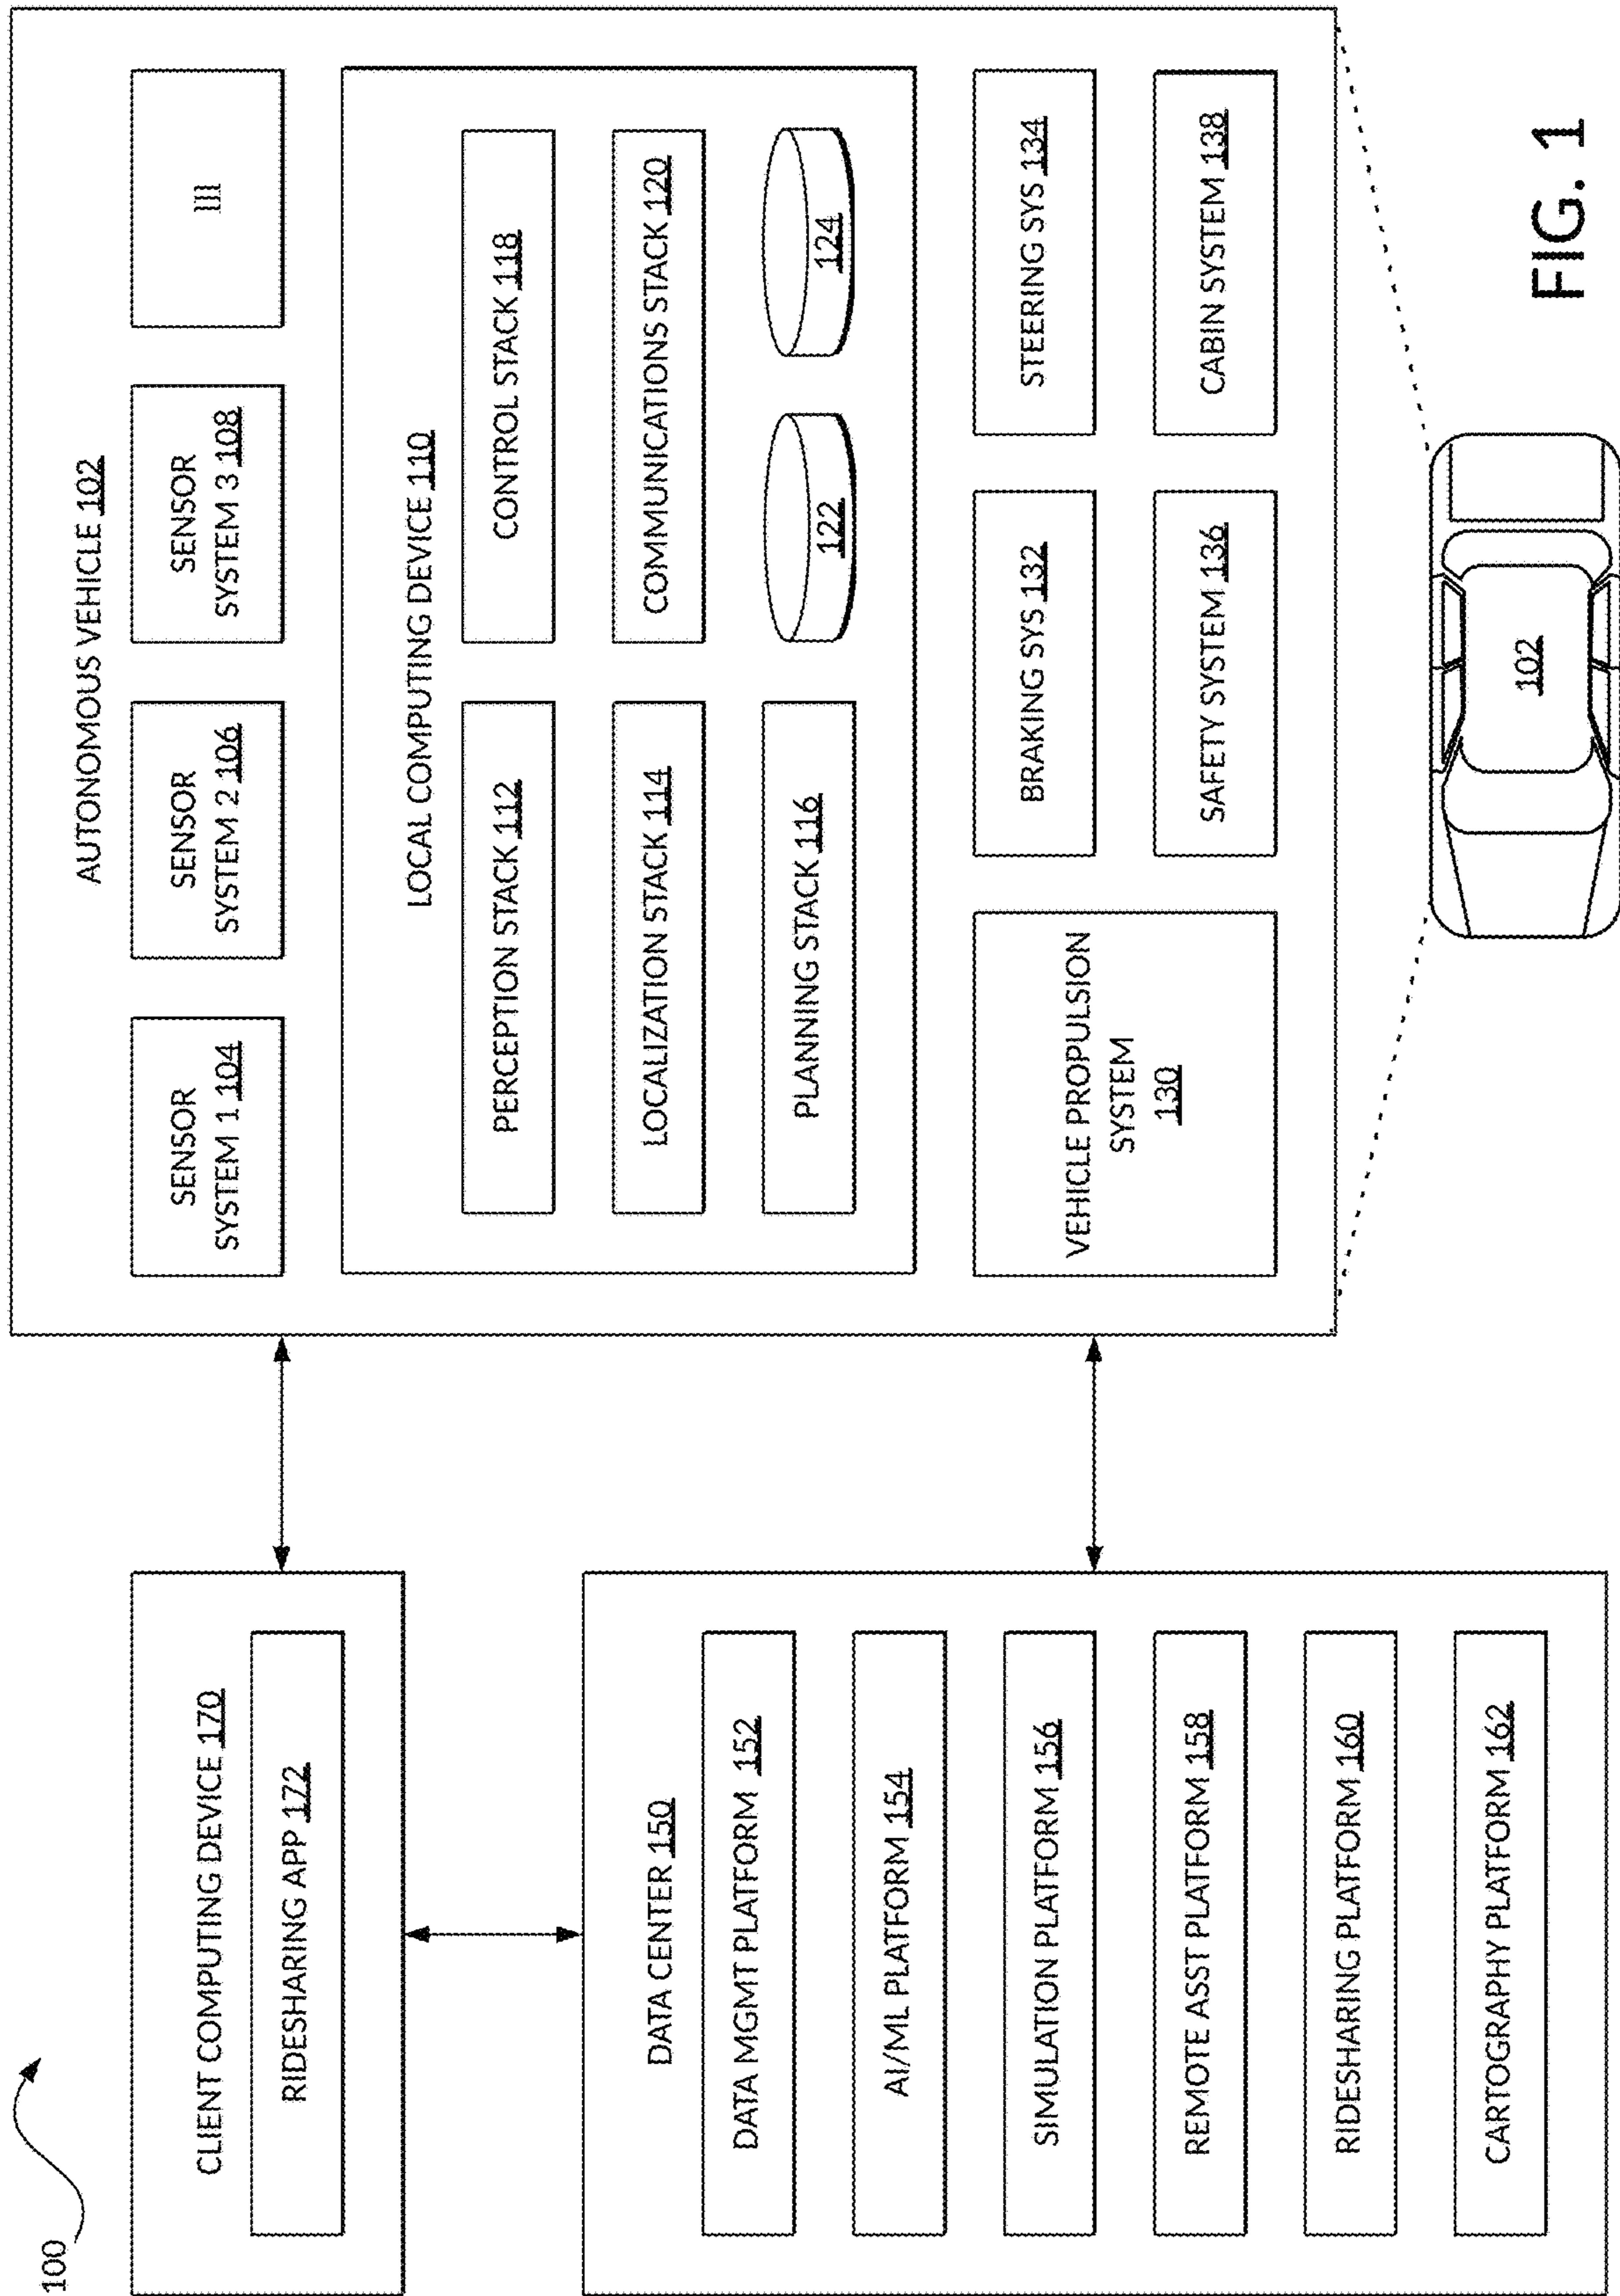 100
CLIENT COMPUTING DEVICE 170
RIDESHARING APP 172
DATA CENTER 150
DATA MGMT PLATFORM 152
AI/ML PLATFORM 154
SIMULATION PLATFORM 156
REMOTE ASST PLATFORM 158
RIDESHARING PLATFORM 160
CARTOGRAPHY PLATFORM 162
AUTONOMOUS VEHICLE 102
SENSOR
SYSTEM 1 104
SENSOR
SYSTEM 2 106
SENSOR
SYSTEM 3 108
LOCAL COMPUTING DEVICE 110
PERCEPTION STACK 112
CONTROL STACK 118
LOCALIZATION STACK 114
COMMUNICATIONS STACK 120
PLANNING STACK 116
122
124
VEHICLE PROPULSION
SYSTEM
130
BRAKING SYS 132
STEERING SYS 134
SAFETY SYSTEM 136
CABIN SYSTEM 138
102
FIG. 1